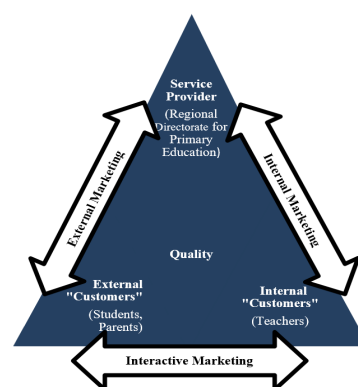 Service
Provider
(Regional
Directorate for
Primary
Education)
External Marketing
Internal Marketing
Quality
External
"Customers"
(Students,
Parents)
Internal
"Customers"
(Teachers)
Interactive Marketing